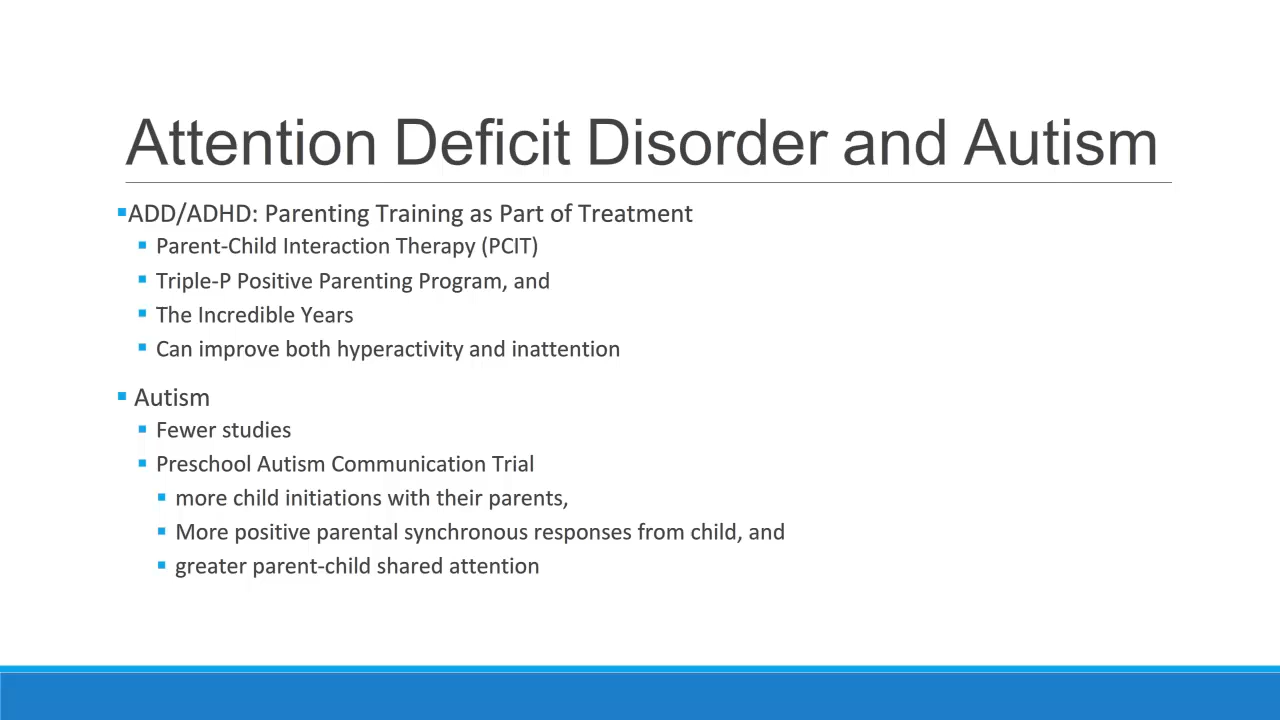 Attention Deficit Disorder and Autism
▪ADD/ADHD: Parenting Training as Part of Treatment
▪ Parent-Child Interaction Therapy (PCIT)
▪ Triple-P Positive Parenting Program, and
▪ The Incredible Years
▪ Can improve both hyperactivity and inattention
▪ Autism
▪ Fewer studies
▪ Preschool Autism Communication Trial
▪ more child initiations with their parents,
▪ More positive parental synchronous responses from child, and
▪ greater parent-child shared attention